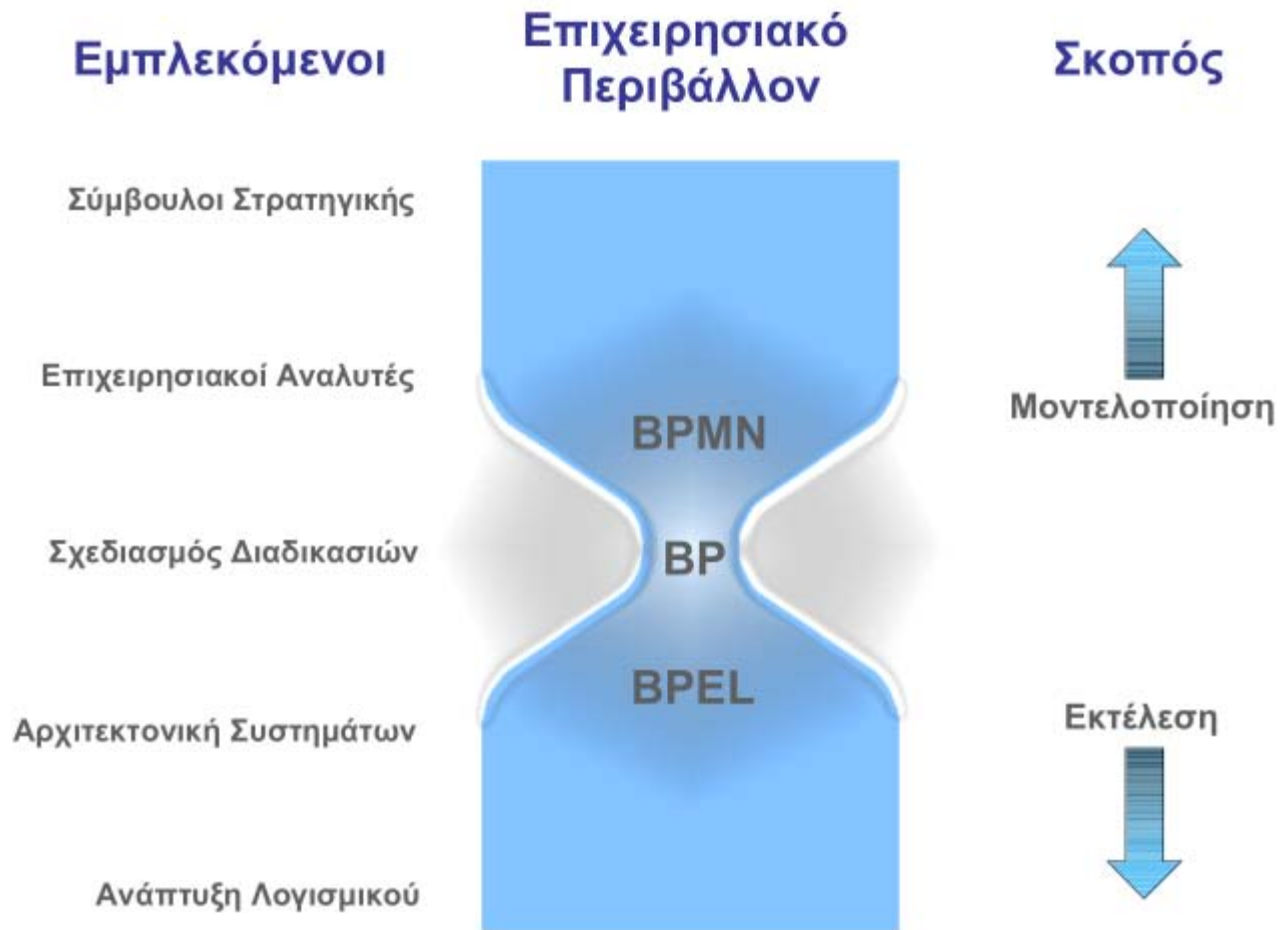 Εμπλεκόμενοι
Επιχειρησιακό
Περιβάλλον
Σκοπός
Σύμβουλοι Στρατηγικής
Επιχειρησιακοί Αναλυτές
Μοντελοποίηση
BPMN
Σχεδιασμός Διαδικασιών
BP
BPEL
Αρχιτεκτονική Συστημάτων
Εκτέλεση
Ανάπτυξη Λογισμικού